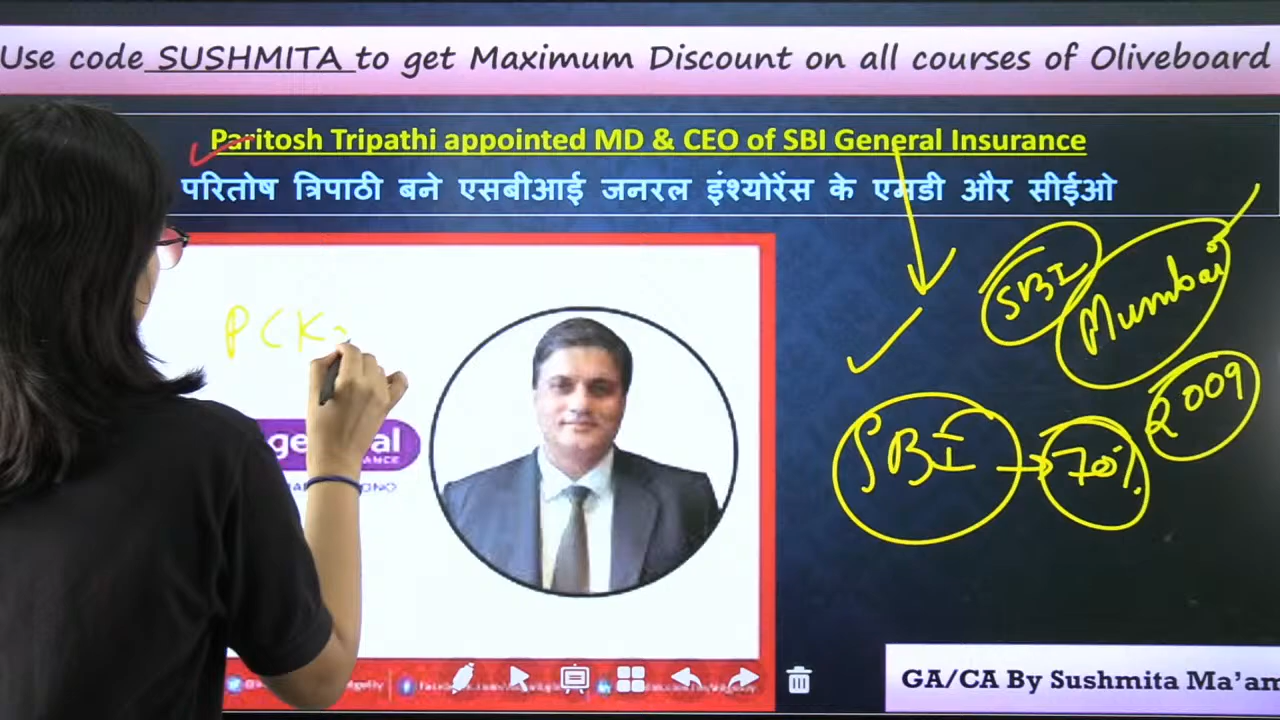 Use code SUSHMITA to get Maximum Discount on all courses of Oliveboard
Paritosh Tripathi appointed MD & CEO of SBI General Insurance
परितोष त्रिपाठी बने एसबीआई जनरल इंश्योरेंस के एमडी और सीईओ
SBI
Mumbai
PCK
2009
SBI
70%
GA/CA By Sushmita Ma'am